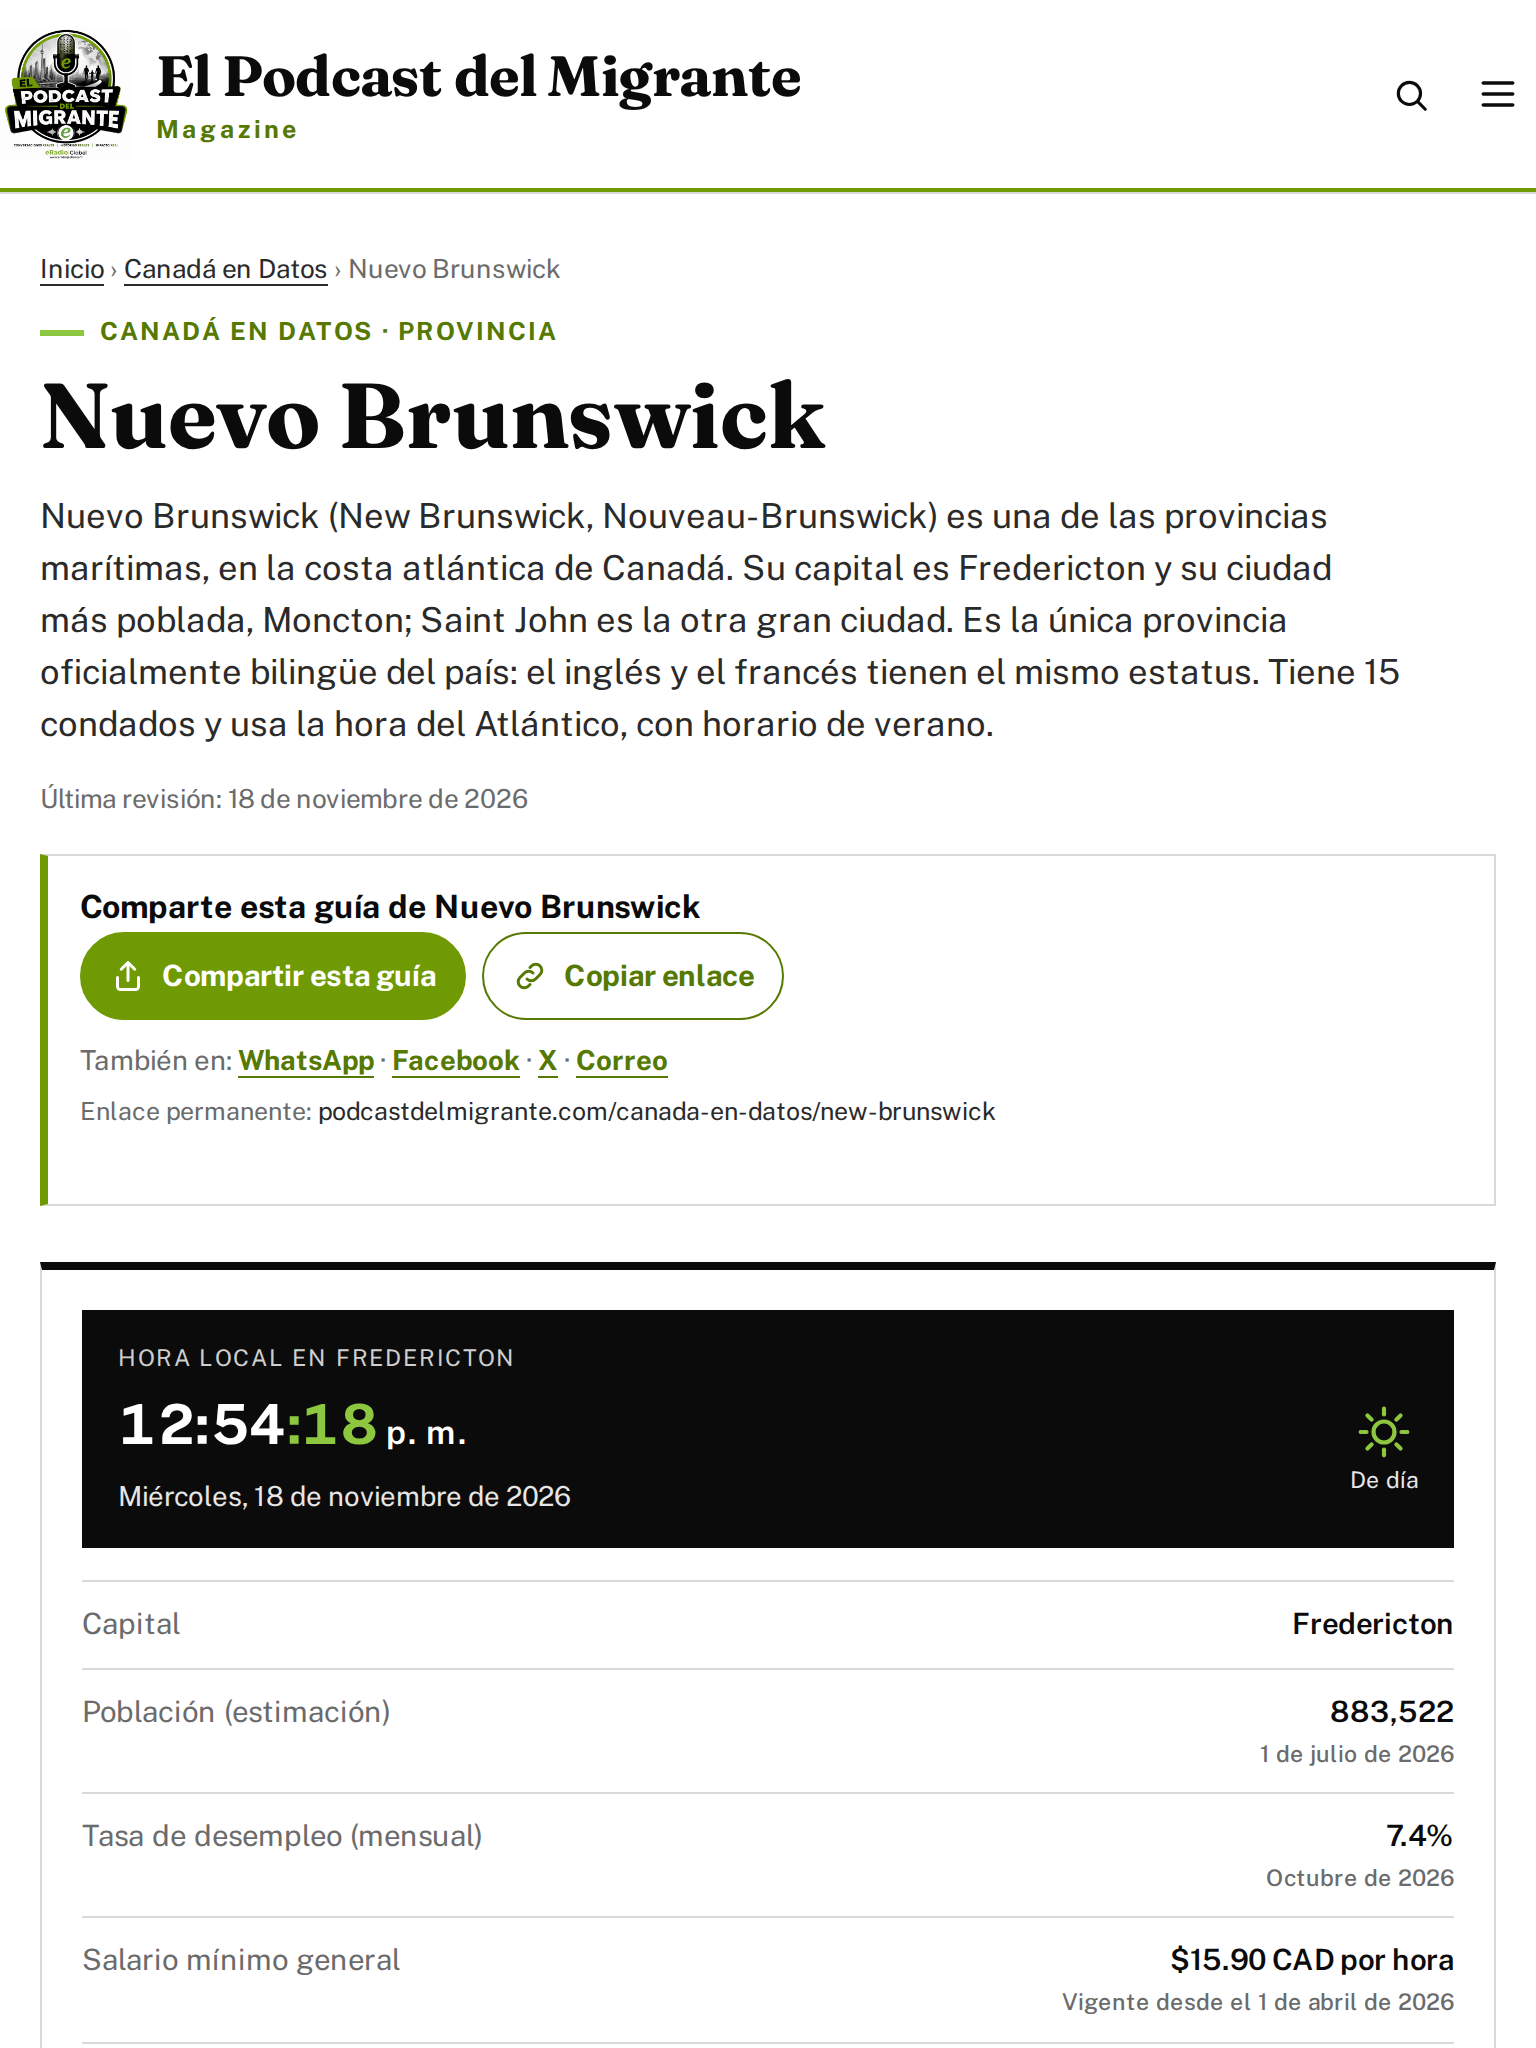 EL
PODCAST
DEL
MIGRANTE
eRadio Global
El Podcast del Migrante
Magazine
Inicio › Canadá en Datos › Nuevo Brunswick
CANADÁ EN DATOS · PROVINCIA
Nuevo Brunswick
Nuevo Brunswick (New Brunswick, Nouveau-Brunswick) es una de las provincias
marítimas, en la costa atlántica de Canadá. Su capital es Fredericton y su ciudad
más poblada, Moncton; Saint John es la otra gran ciudad. Es la única provincia
oficialmente bilingüe del país: el inglés y el francés tienen el mismo estatus. Tiene 15
condados y usa la hora del Atlántico, con horario de verano.
Última revisión: 18 de noviembre de 2026
Comparte esta guía de Nuevo Brunswick
Compartir esta guía
Copiar enlace
También en: WhatsApp · Facebook · X · Correo
Enlace permanente: podcastdelmigrante.com/canada-en-datos/new-brunswick
HORA LOCAL EN FREDERICTON
12:54:18 p. m.
De día
Miércoles, 18 de noviembre de 2026
Capital
Fredericton
Población (estimación)
883,522
1 de julio de 2026
Tasa de desempleo (mensual)
7.4%
Octubre de 2026
Salario mínimo general
$15.90 CAD por hora
Vigente desde el 1 de abril de 2026